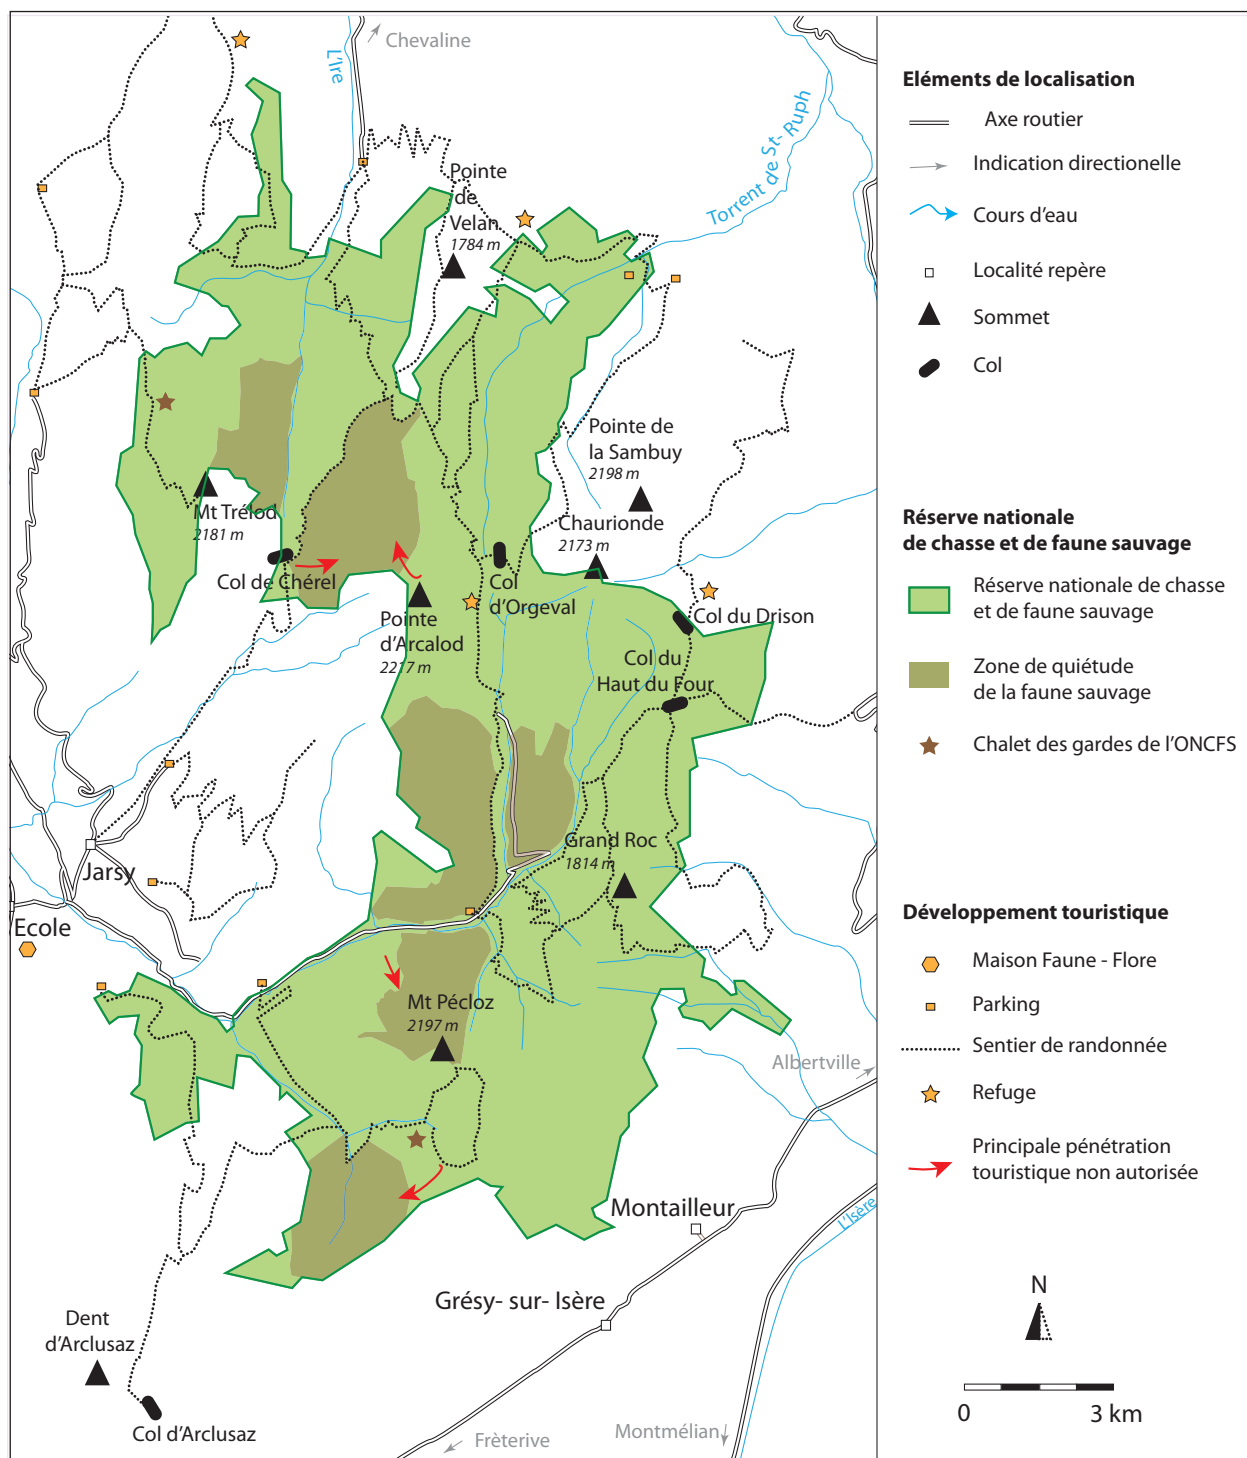 Chevaline
L'Ire
Torrent de St- Ruph
Pointe
de
Velan
1784 m
Pointe de
la Sambuy
2198 m
Mt Trélod
2181 m
Chaurionde
2173 m
Col de Chérel
Col
d'Orgeval
Pointe
d'Arcalod
2217 m
Col du Drison
Col du
Haut du Four
Grand Roc
1814 m
Jarsy
Ecole
Mt Pécloz
2197 m
Albertville
Montailleur
L'Isère
Grésy- sur- Isère
Dent
d'Arclusaz
Col d'Arclusaz
Frèterive
Montmélian
Eléments de localisation
Axe routier
Indication directionelle
Cours d'eau
Localité repère
Sommet
Col
Réserve nationale
de chasse et de faune sauvage
Réserve nationale de chasse
et de faune sauvage
Zone de quiétude
de la faune sauvage
Chalet des gardes de l'ONCFS
Développement touristique
Maison Faune - Flore
Parking
Sentier de randonnée
Refuge
Principale pénétration
touristique non autorisée
N
0 3 km